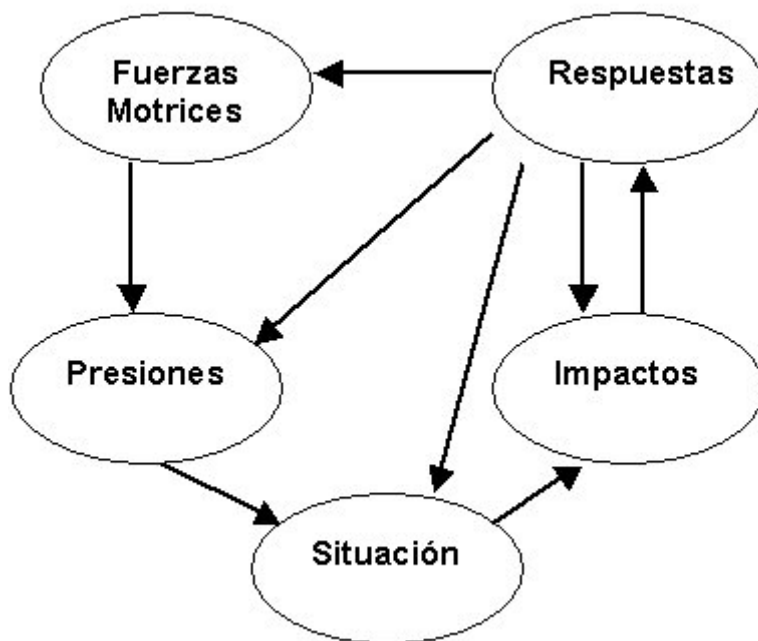 Fuerzas
Motrices
Respuestas
Presiones
Impactos
Situación